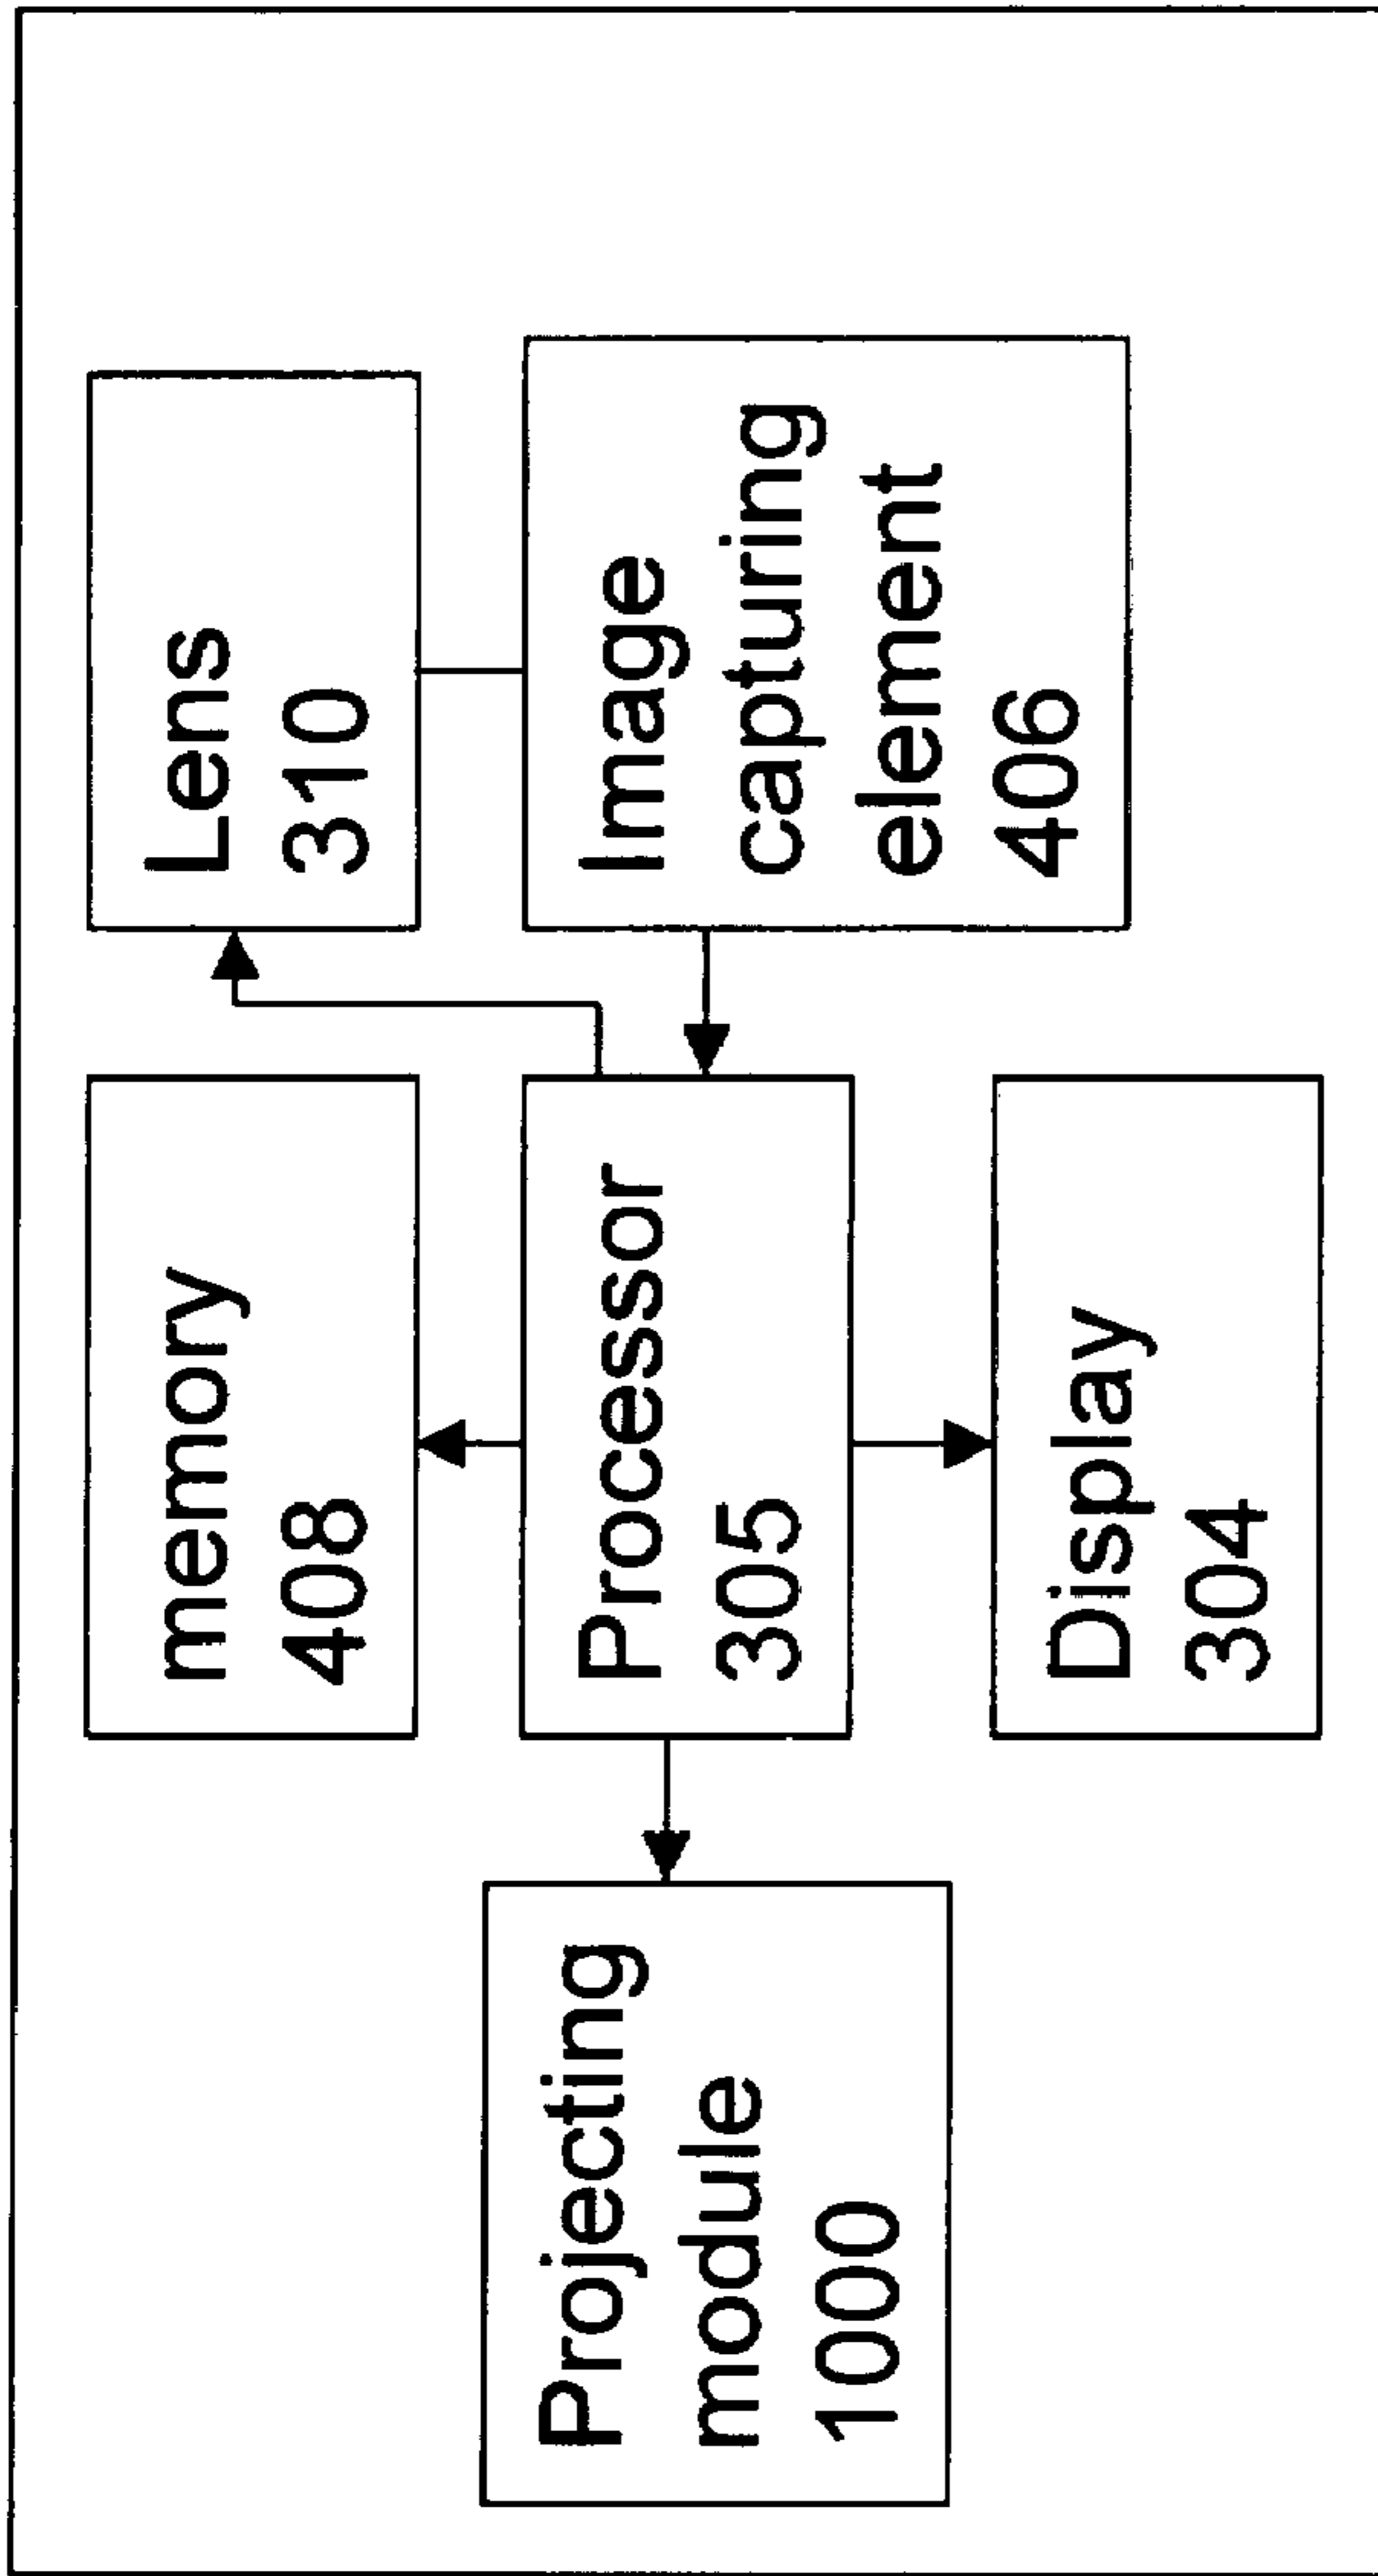 memory
408
Lens
310
Projecting
module
1000
Processor
305
Image
capturing
element
406
Display
304